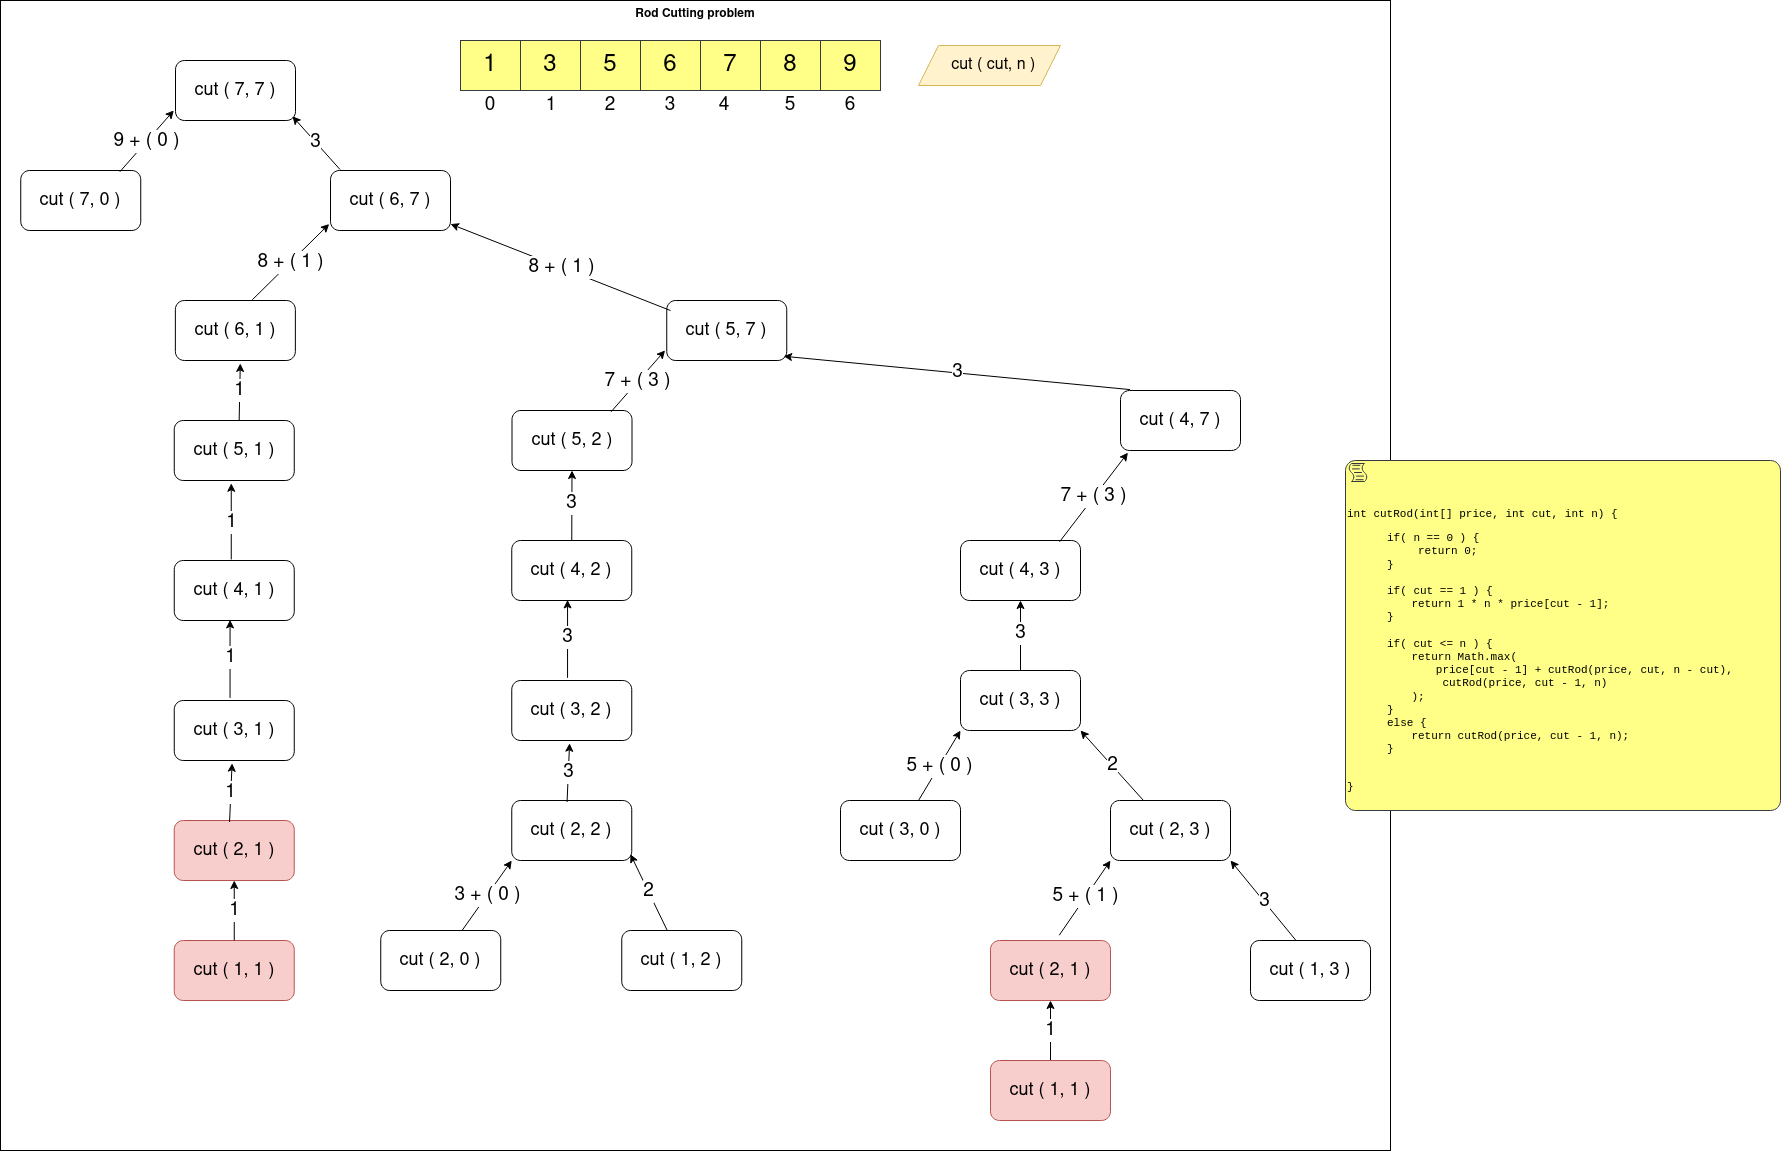 Rod Cutting problem
1 3 5 6 7 8 9
0 1 2 3 4 5 6
cut ( cut, n )
cut ( 7, 7 )
9 + ( 0 )
3
cut ( 7, 0 )
cut ( 6, 7 )
8 + ( 1 )
8 + ( 1 )
cut ( 6, 1 )
cut ( 5, 7 )
1
7 + ( 3 )
3
cut ( 5, 1 )
cut ( 5, 2 )
cut ( 4, 7 )
1
3
7 + ( 3 )
cut ( 4, 1 )
cut ( 4, 2 )
cut ( 4, 3 )
1
3
3
cut ( 3, 1 )
cut ( 3, 2 )
cut ( 3, 3 )
1
3
5 + ( 0 )
2
cut ( 2, 1 )
cut ( 2, 2 )
cut ( 3, 0 )
cut ( 2, 3 )
1
3 + ( 0 )
2
5 + ( 1 )
3
cut ( 1, 1 )
cut ( 2, 0 )
cut ( 1, 2 )
cut ( 2, 1 )
cut ( 1, 3 )
1
cut ( 1, 1 )
int cutRod(int[] price, int cut, int n) {
if( n == 0 ) {
return 0;
}
if( cut == 1 ) {
return 1 * n * price[cut - 1];
}
if( cut <= n ) {
return Math.max(
price[cut - 1] + cutRod(price, cut, n - cut),
cutRod(price, cut - 1, n)
);
}
else {
return cutRod(price, cut - 1, n);
}
}